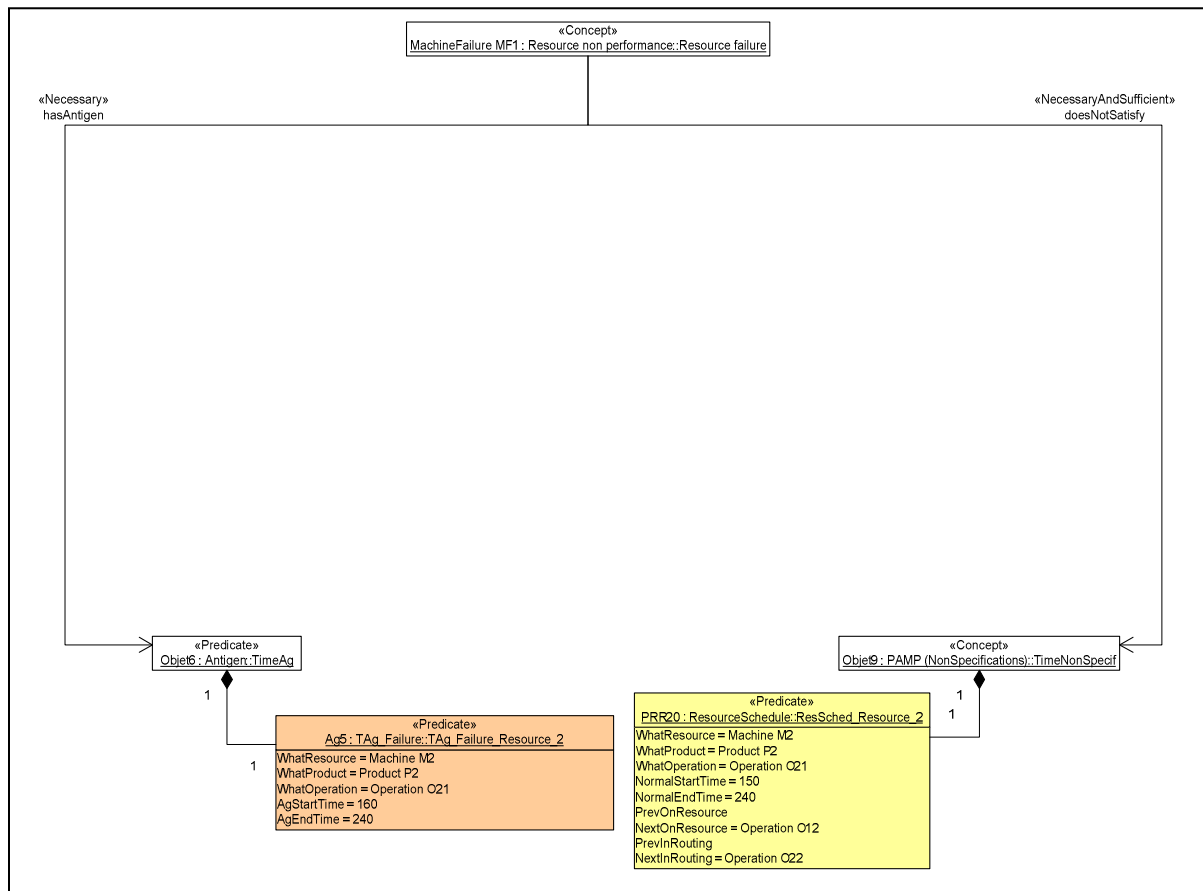 «Concept»
MachineFailure MF1 : Resource non performance::Resource failure
«Necessary»
hasAntigen
«NecessaryAndSufficient»
doesNotSatisfy
«Predicate»
Objet6 : Antigen::TimeAg
1
«Predicate»
Ag5 : TAg_Failure::TAg_Failure_Resource_2
WhatResource = Machine M2
WhatProduct = Product P2
WhatOperation = Operation O21
AgStartTime = 160
AgEndTime = 240
1
«Concept»
Objet9 : PAMP (NonSpecifications)::TimeNonSpecif
1
1
«Predicate»
PRR20 : ResourceSchedule::ResSched_Resource_2
WhatResource = Machine M2
WhatProduct = Product P2
WhatOperation = Operation O21
NormalStartTime = 150
NormalEndTime = 240
PrevOnResource
NextOnResource = Operation O12
PrevInRouting
NextInRouting = Operation O22